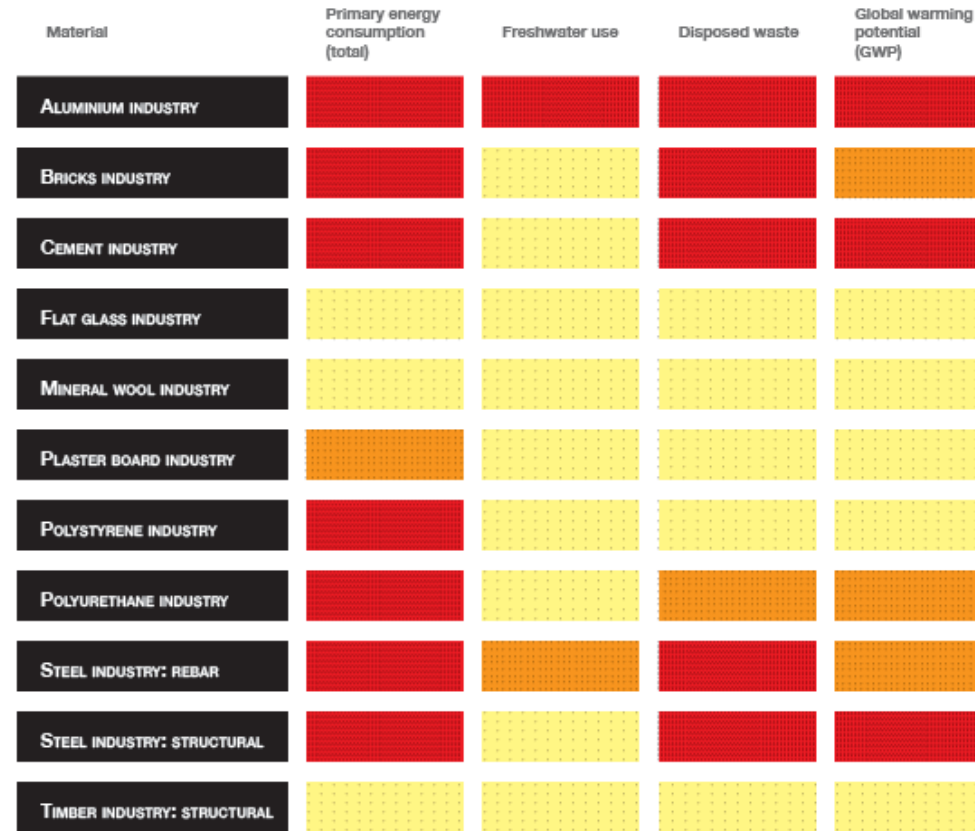 Material
Primary energy
consumption
(total)
Freshwater use
Disposed waste
Global warming
potential
(GWP)
ALUMINIUM INDUSTRY
BRICKS INDUSTRY
CEMENT INDUSTRY
FLAT GLASS INDUSTRY
MINERAL WOOL INDUSTRY
PLASTER BOARD INDUSTRY
POLYSTYRENE INDUSTRY
POLYURETHANE INDUSTRY
STEEL INDUSTRY: REBAR
STEEL INDUSTRY: STRUCTURAL
TIMBER INDUSTRY: STRUCTURAL